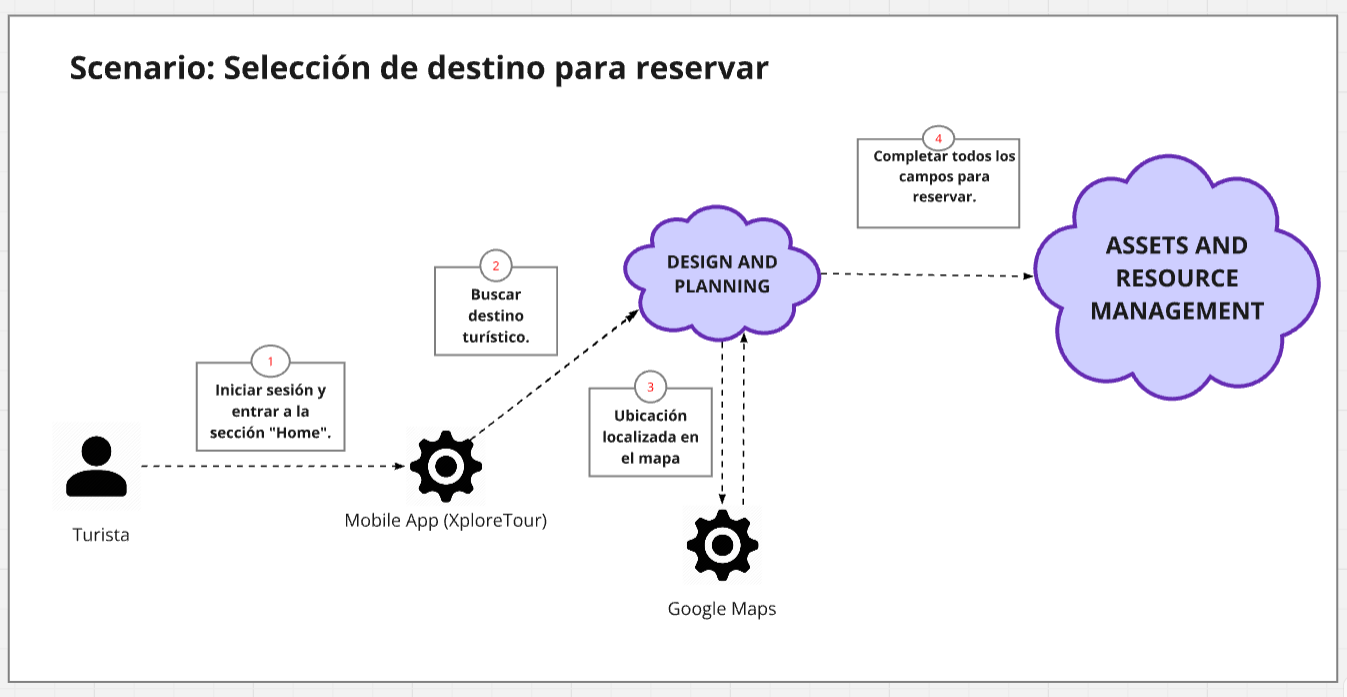 Scenario: Selección de destino para reservar
1
Iniciar sesión y
entrar a la
sección "Home".
Turista
Mobile App (XploreTour)
2
Buscar
destino
turístico.
DESIGN AND
PLANNING
3
Ubicación
localizada en
el mapa
Google Maps
4
Completar todos los
campos para
reservar.
ASSETS AND
RESOURCE
MANAGEMENT